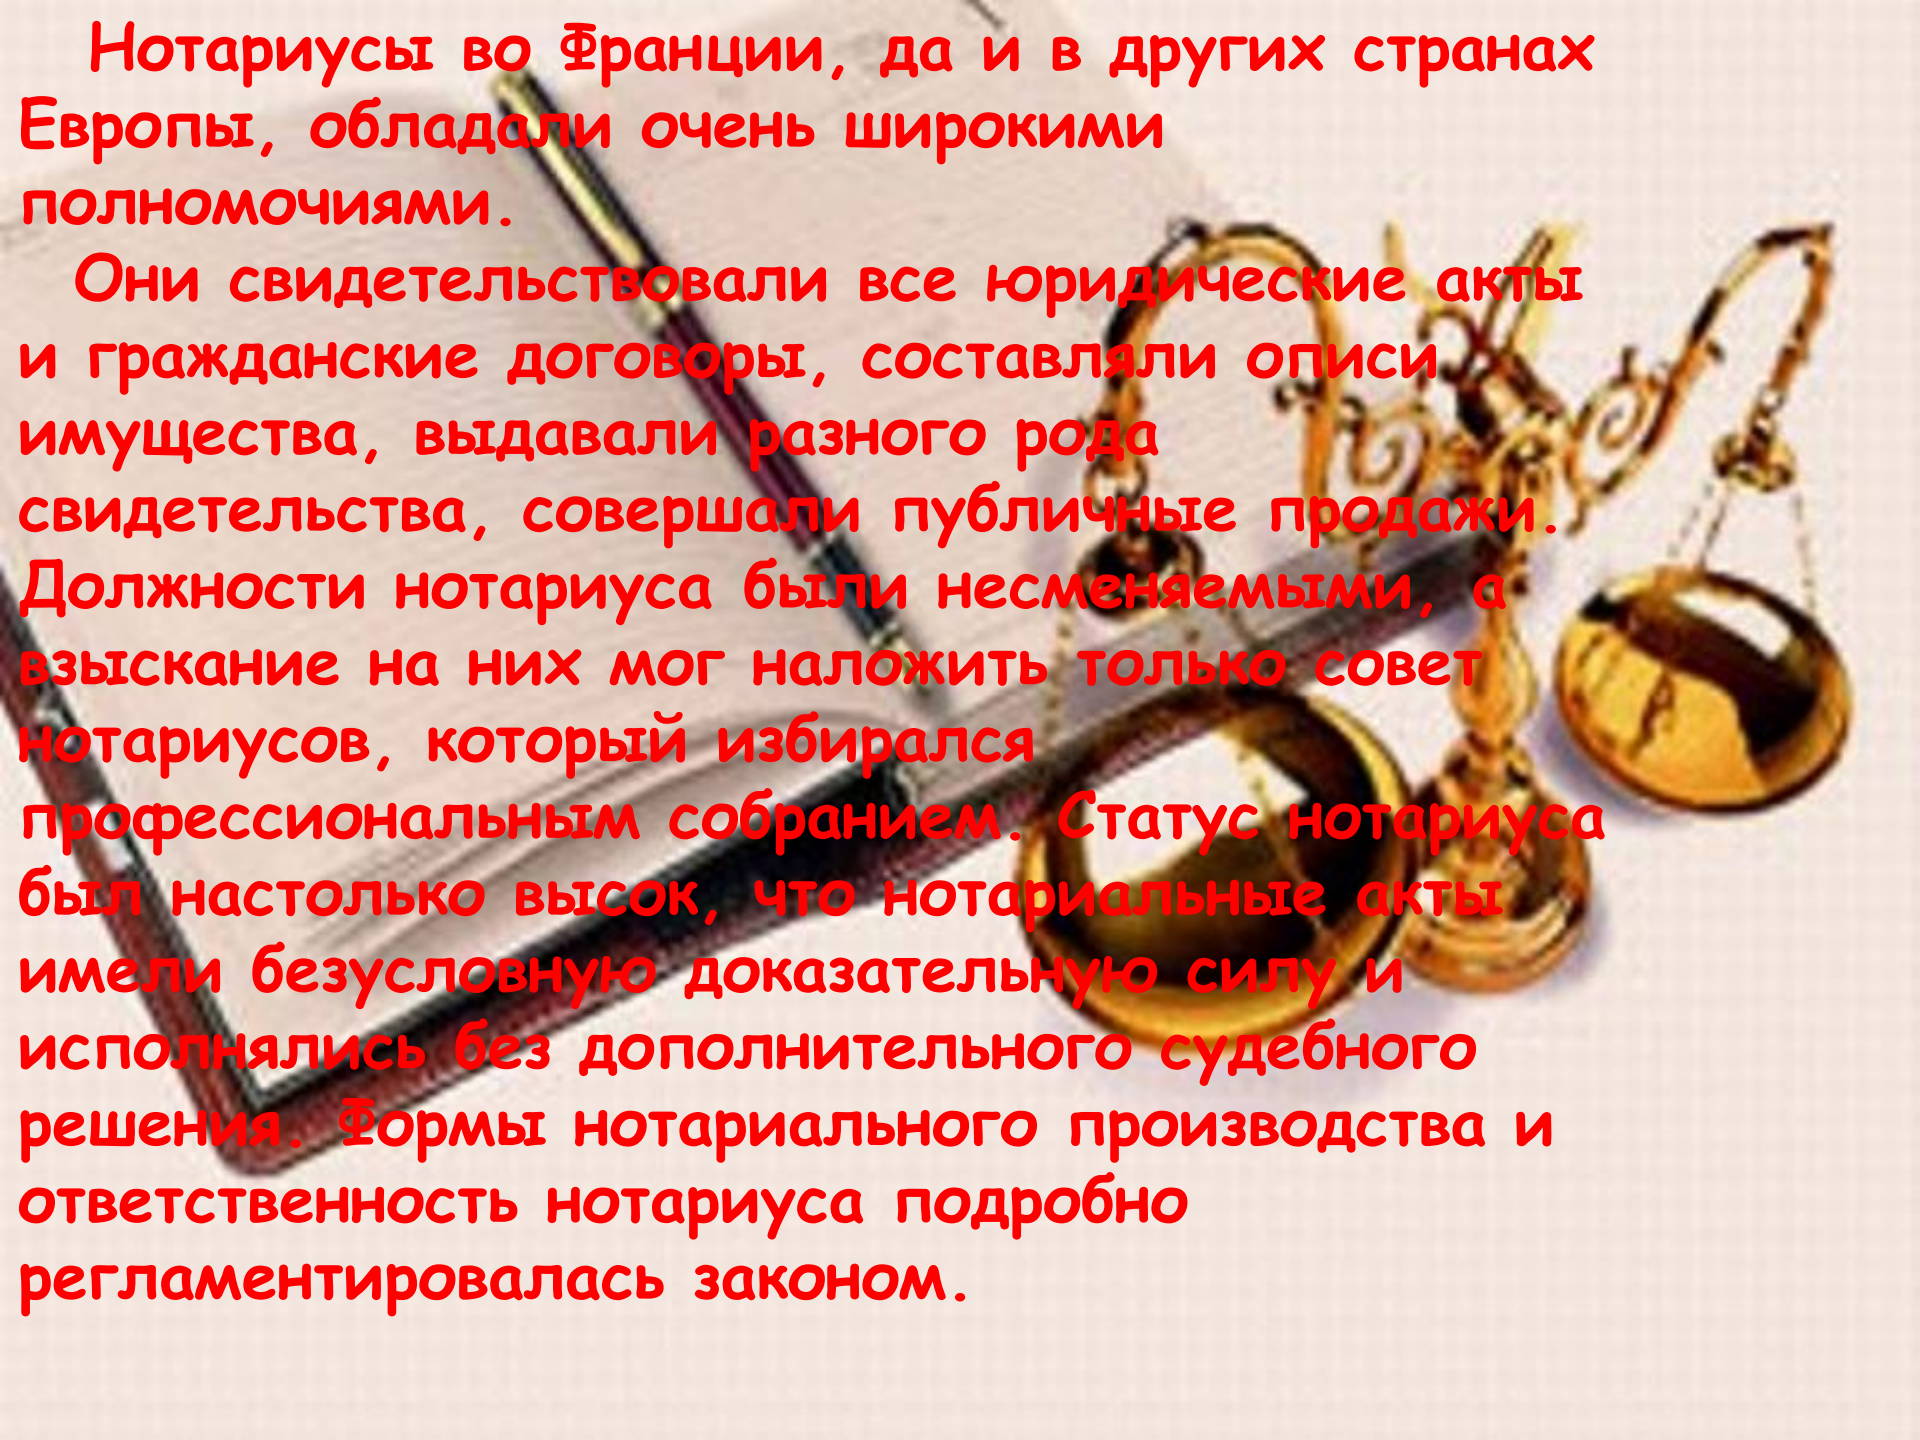 Нотариусы во Франции, да и в других странах
Европы, обладали очень широкими
полномочиями.
Они свидетельствовали все юридические акты
и гражданские договоры, составляли описи
имущества, выдавали разного рода
свидетельства, совершали публичные продажи.
Должности нотариуса были несменяемыми, а
взыскание на них мог наложить только совет
нотариусов, который избирался
профессиональным собранием. Статус нотариуса
был настолько высок, что нотариальные акты
имели безусловную доказательную силу и
исполнялись без дополнительного судебного
решения. Формы нотариального производства и
ответственность нотариуса подробно
регламентировалась законом.